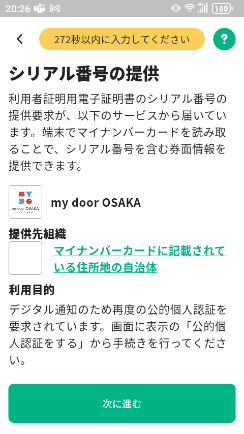 20:26
100
272秒以内に入力してください
?
シリアル番号の提供
利用者証明用電子証明書のシリアル番号の
提供要求が、以下のサービスから届いてい
ます。端末でマイナンバーカードを読み取
ることで、シリアル番号を含む券面情報を
提供できます。
MY DOOR
my door OSAKA
my door OSAKA
提供先組織
マイナンバーカードに記載されて
いる住所地の自治体
利用目的
デジタル通知のため再度の公的個人認証を
要求されています。画面に表示の「公的個
人認証をする」から手続きを行ってくださ
い。
次に進む